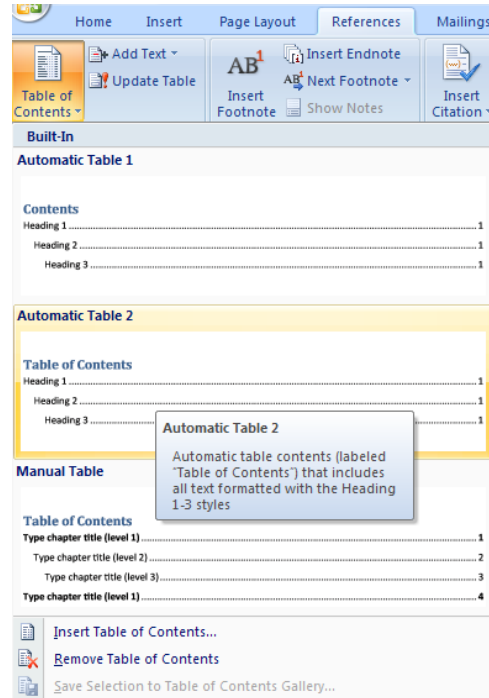 Home Insert Page Layout References Mailings
Add Text
Update Table
Table of
Contents
AB1
Insert
Footnote
Insert Endnote
AB1 Next Footnote
Show Notes
Insert
Citation
Built-In
Automatic Table 1
Contents
Heading 1........1
Heading 2........1
Heading 3........1
Automatic Table 2
Table of Contents
Heading 1........1
Heading 2........1
Heading 3........1
Automatic Table 2
Automatic table contents (labeled
“Table of Contents”) that includes
all text formatted with the Heading
1-3 styles
Manual Table
Table of Contents
Type chapter title (level 1)........1
Type chapter title (level 2)........2
Type chapter title (level 3)........3
Type chapter title (level 1)........4
Insert Table of Contents...
Remove Table of Contents
Save Selection to Table of Contents Gallery...